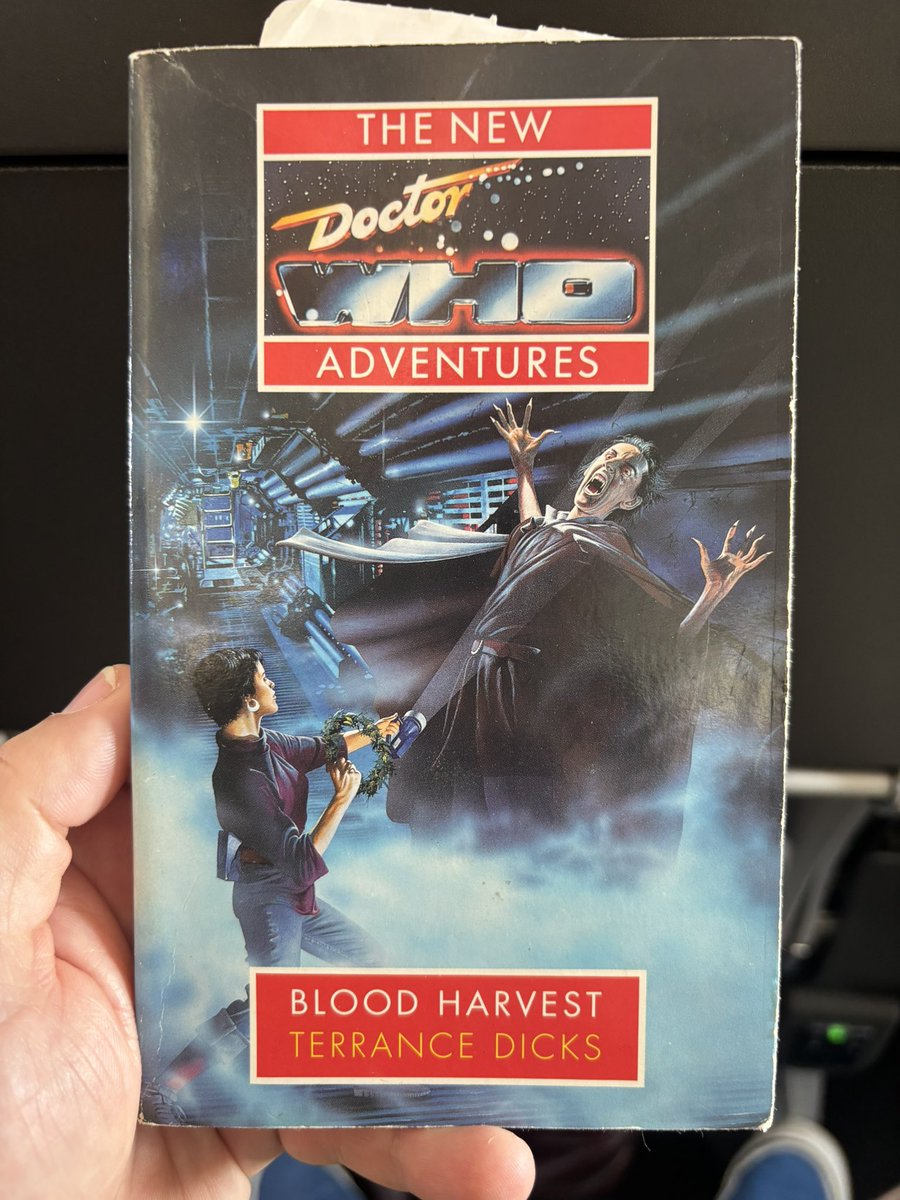 THE NEW
DOCTOR
WHO
ADVENTURES
BLOOD HARVEST
TERRANCE DICKS